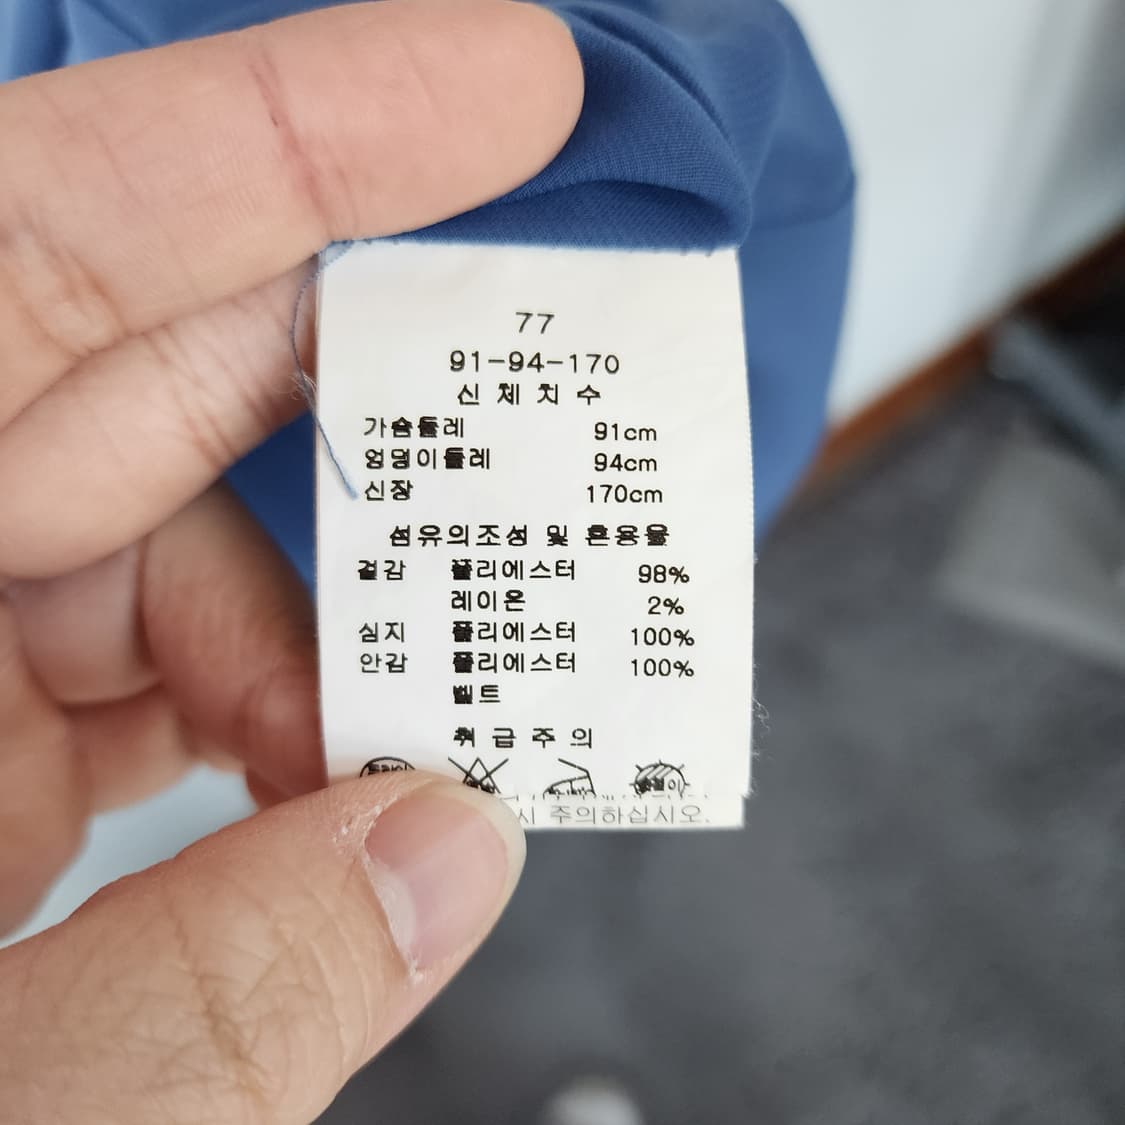 77
91-94-170
신체치수
가슴둘레 91cm
엉덩이둘레 94cm
신장 170cm
섬유의조성 및 혼용율
겉감 폴리에스터 98%
레이온 2%
심지 폴리에스터 100%
안감 폴리에스터 100%
벨트
취급주의
드라이
시 주의하십시오.